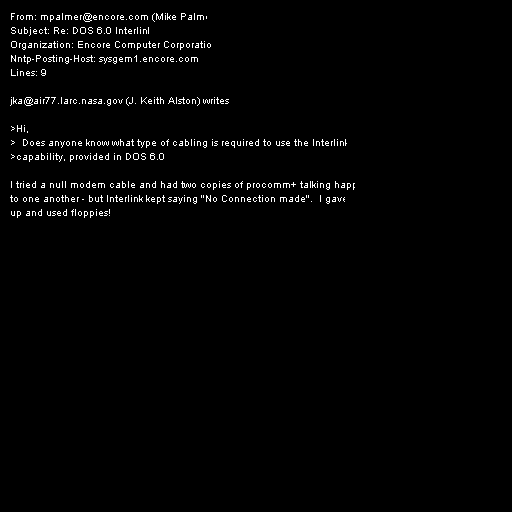 From: mpalmer@encore.com (Mike Palm
Subject: Re: DOS 6.0 Interlin
Organization: Encore Computer Corporatio
Nntp-Posting-Host: sysgem1.encore.com
Lines: 9

jka@air77.larc.nasa.gov (J. Keith Alston) writes

>Hi,
>  Does anyone know what type of cabling is required to use the Interlink
>capability, provided in DOS 6.0

I tried a null modem cable and had two copies of procomm+ talking happ
to one another - but Interlink kept saying "No Connection made".  I gave
up and used floppies!